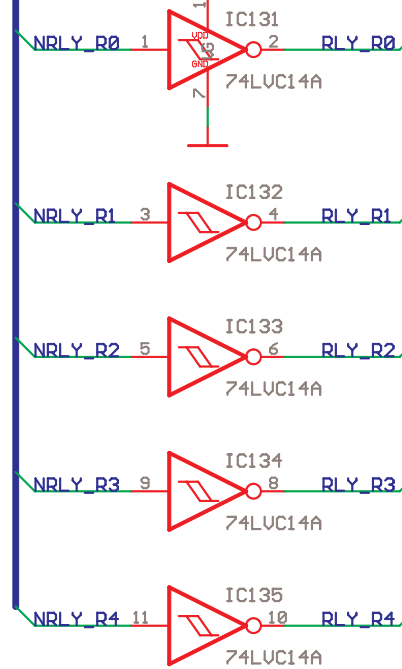 1 IC131
NRLY_R0 1 VDD G GND 2 RLY_R0
74LVC14A
7
IC132
NRLY_R1 3 4 RLY_R1
74LVC14A
IC133
NRLY_R2 5 6 RLY_R2
74LVC14A
IC134
NRLY_R3 9 8 RLY_R3
74LVC14A
IC135
NRLY_R4 11 10 RLY_R4
74LVC14A